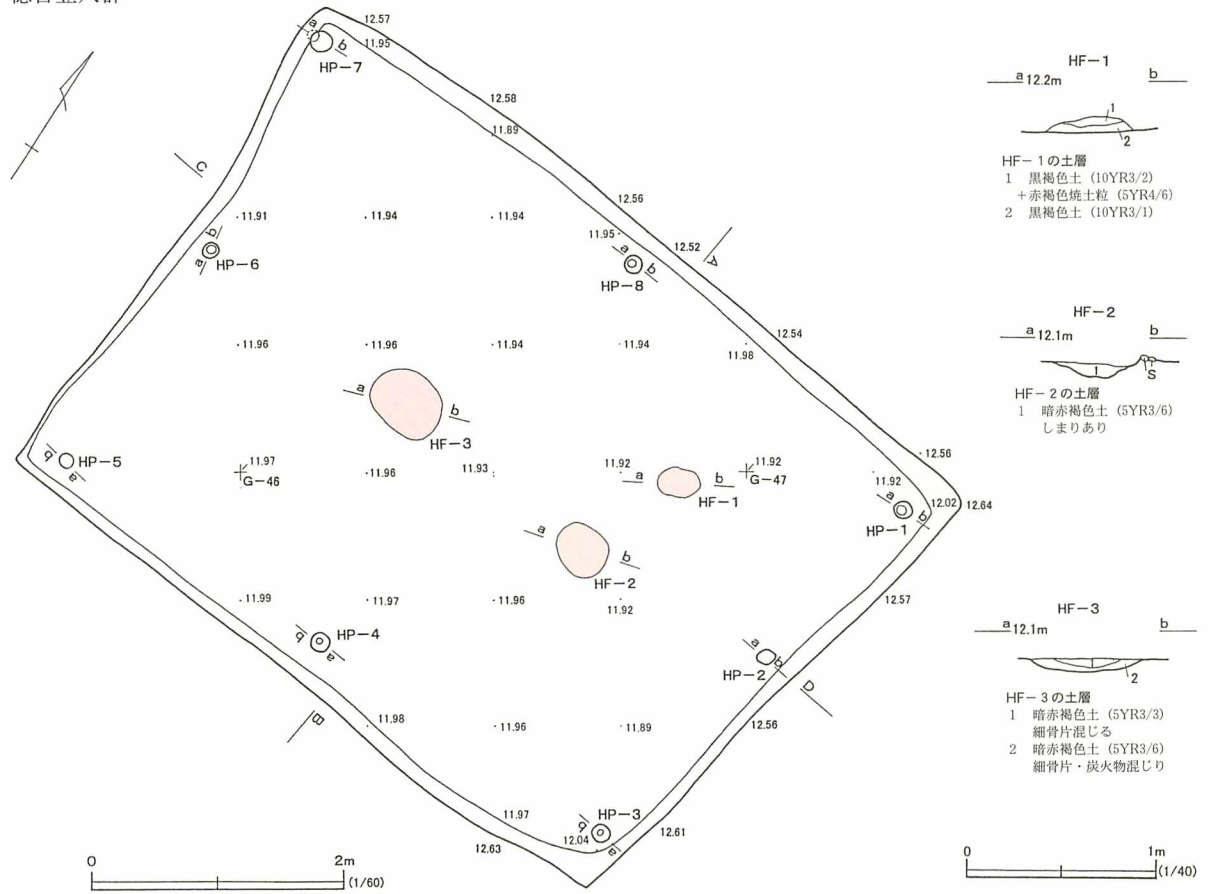 a
12.57
11.95
b
HP-7
12.58
11.89
C
12.56
11.91
11.94
11.94
11.95
12.52
A
b
a
HP-6
a
b
HP-8
11.96
11.96
11.94
11.94
11.98
12.54
a
b
HF-3
b
a
HP-5
11.97
G-46
11.96
11.93
11.92
a
b
HF-1
11.92
G-47
12.56
11.92
a
b
HP-1
12.02
12.64
a
b
HF-2
11.99
11.97
11.96
11.92
12.57
b
a
HP-4
a
b
HP-2
D
B
11.98
11.96
11.89
12.56
11.97
12.63
b
HP-3
12.04
a
12.61
0 2m
(1/60)
HF-1
a 12.2m b
1
2
HF-1の土層
1 黒褐色土 (10YR3/2)
+赤褐色焼土粒 (5YR4/6)
2 黒褐色土 (10YR3/1)
HF-2
a 12.1m b
1
S
HF-2の土層
1 暗赤褐色土 (5YR3/6)
しまりあり
HF-3
a 12.1m b
1
2
HF-3の土層
1 暗赤褐色土 (5YR3/3)
細骨片混じる
2 暗赤褐色土 (5YR3/6)
細骨片・炭火物混じり
0 1m
(1/40)